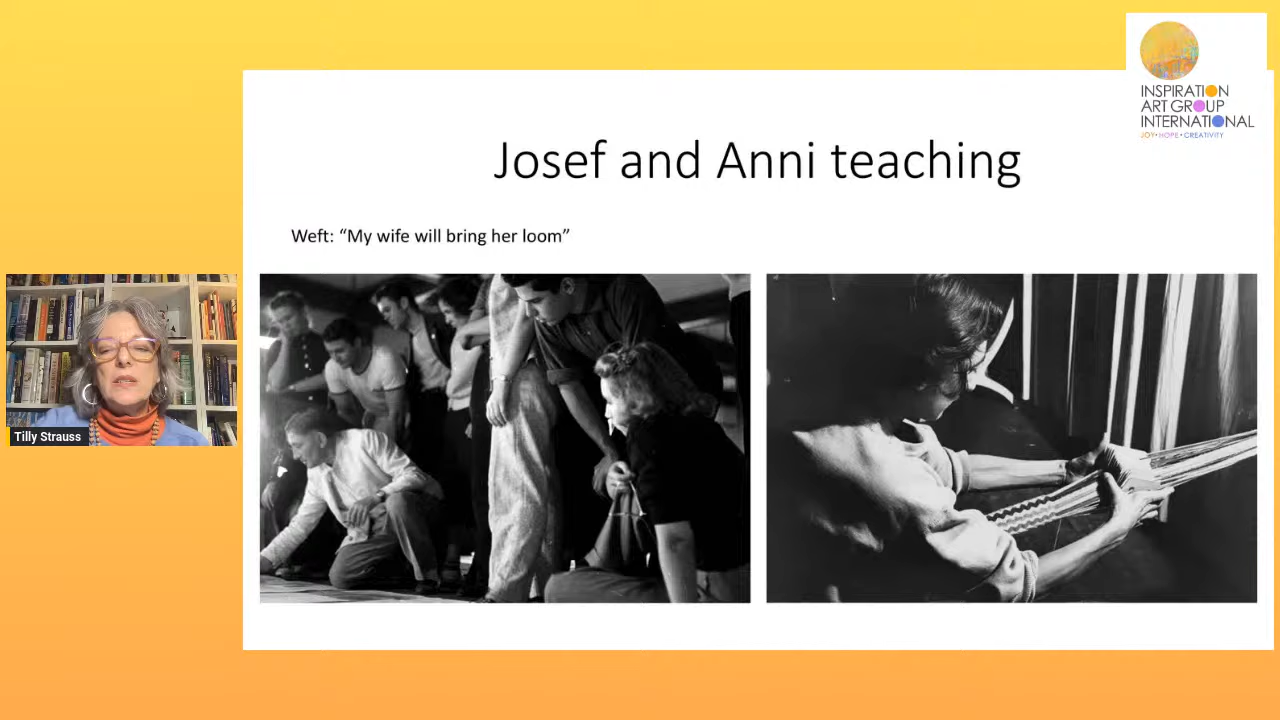 INSPIRATION
ART GROUP
INTERNATIONAL
JOY•HOPE•CREATIVITY
Josef and Anni teaching
Weft: “My wife will bring her loom”
Tilly Strauss